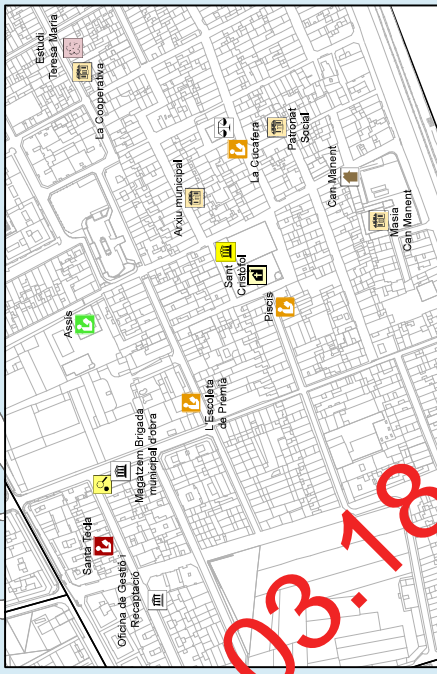 Estudi
Teresa Maria
La Cooperativa
Arxiu municipal
La Cucafera
Patronat
Social
Can Manent
Masia
Can Manent
Sant
Cristòfol
Piscis
Assís
L'Escoleta
de Premià
Magatzem Brigada
municipal d'obra
Santa Tecla
Oficina de Gestió i
Recaptació
03.18